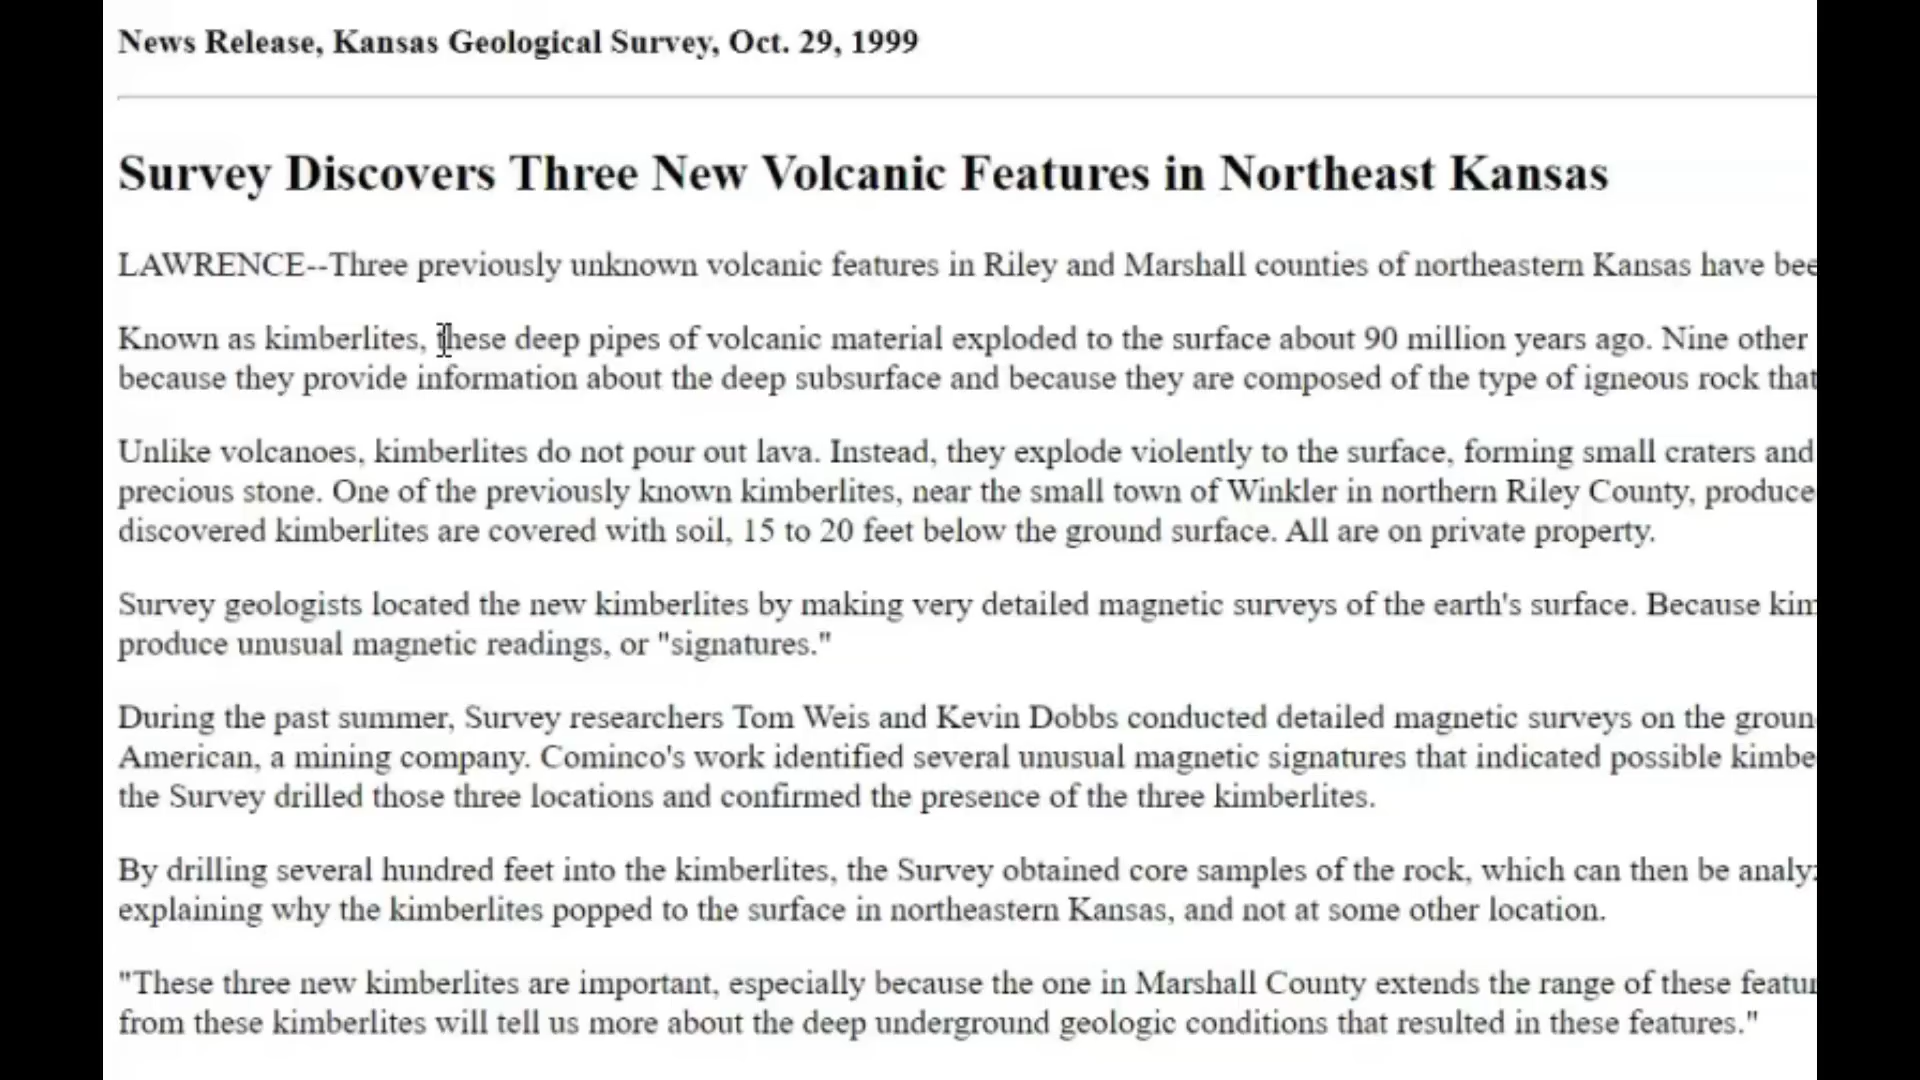 News Release, Kansas Geological Survey, Oct. 29, 1999
Survey Discovers Three New Volcanic Features in Northeast Kansas
LAWRENCE--Three previously unknown volcanic features in Riley and Marshall counties of northeastern Kansas have
Known as kimberlites, these deep pipes of volcanic material exploded to the surface about 90 million years ago. Nine other
because they provide information about the deep subsurface and because they are composed of the type of igneous rock that
Unlike volcanoes, kimberlites do not pour out lava. Instead, they explode violently to the surface, forming small craters and
precious stone. One of the previously known kimberlites, near the small town of Winkler in northern Riley County, produce
discovered kimberlites are covered with soil, 15 to 20 feet below the ground surface. All are on private property.
Survey geologists located the new kimberlites by making very detailed magnetic surveys of the earth's surface. Because
produce unusual magnetic readings, or "signatures."
During the past summer, Survey researchers Tom Weis and Kevin Dobbs conducted detailed magnetic surveys on the
American, a mining company. Cominco's work identified several unusual magnetic signatures that indicated possible
the Survey drilled those three locations and confirmed the presence of the three kimberlites.
By drilling several hundred feet into the kimberlites, the Survey obtained core samples of the rock, which can then be
explaining why the kimberlites popped to the surface in northeastern Kansas, and not at some other location.
"These three new kimberlites are important, especially because the one in Marshall County extends the range of these
from these kimberlites will tell us more about the deep underground geologic conditions that resulted in these features."